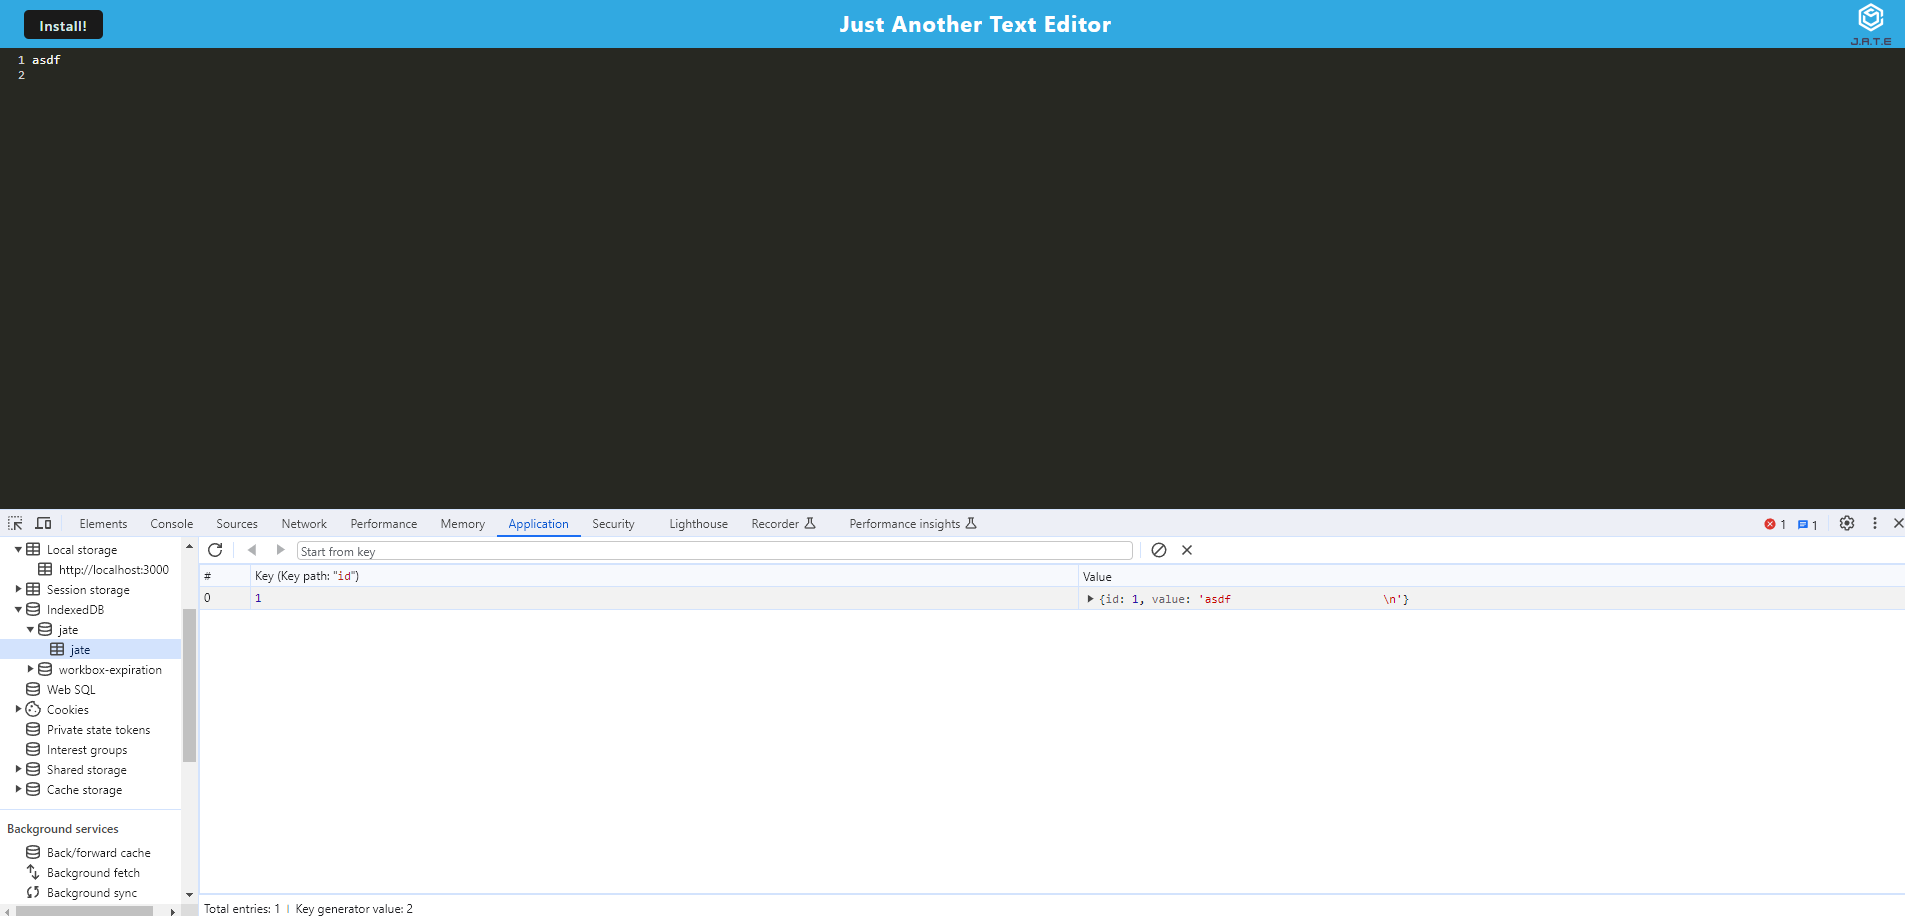 Install!
Just Another Text Editor
J.A.T.E
1 asdf
2
Elements Console Sources Network Performance Memory Application Security Lighthouse Recorder Performance insights 1 1
Local storage
http://localhost:3000
Session storage
IndexedDB
jate
jate
workbox-expiration
Web SQL
Cookies
Private state tokens
Interest groups
Shared storage
Cache storage
Background services
Back/forward cache
Background fetch
Background sync
Start from key
# Key (Key path: "id") Value
0 1 {id: 1, value: 'asdf                       \n'}
Total entries: 1 Key generator value: 2